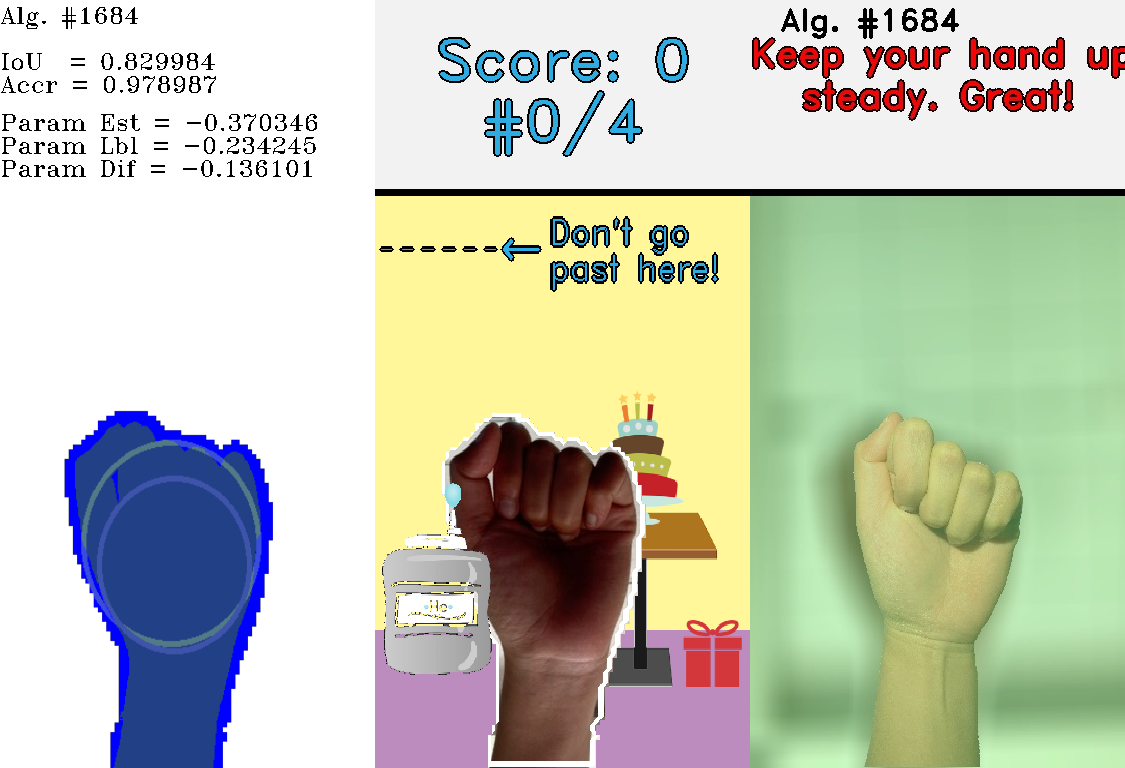 Alg. #1684
IoU = 0.829984
Accr = 0.978987
Param Est = −0.370346
Param Lbl = −0.234245
Param Dif = −0.136101
Score: 0
#0/4
Don't go
past here!
Alg. #1684
Keep your hand up
steady. Great!